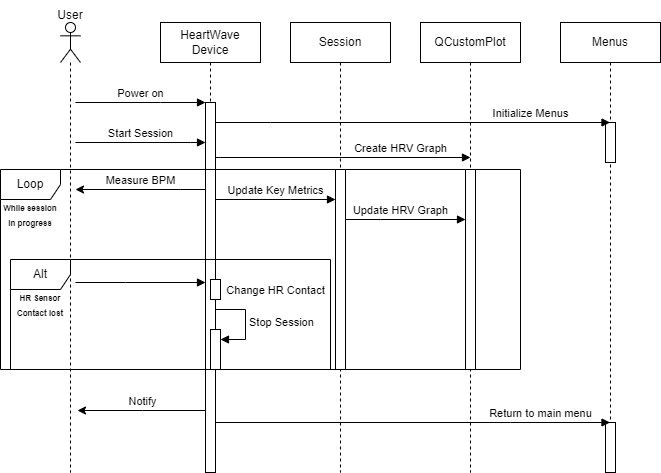 User
HeartWave
Device
Session
QCustomPlot
Menus
Power on
Initialize Menus
Start Session
Create HRV Graph
Loop
While session
in progress
Measure BPM
Update Key Metrics
Update HRV Graph
Alt
HR Sensor
Contact lost
Change HR Contact
Stop Session
Notify
Return to main menu